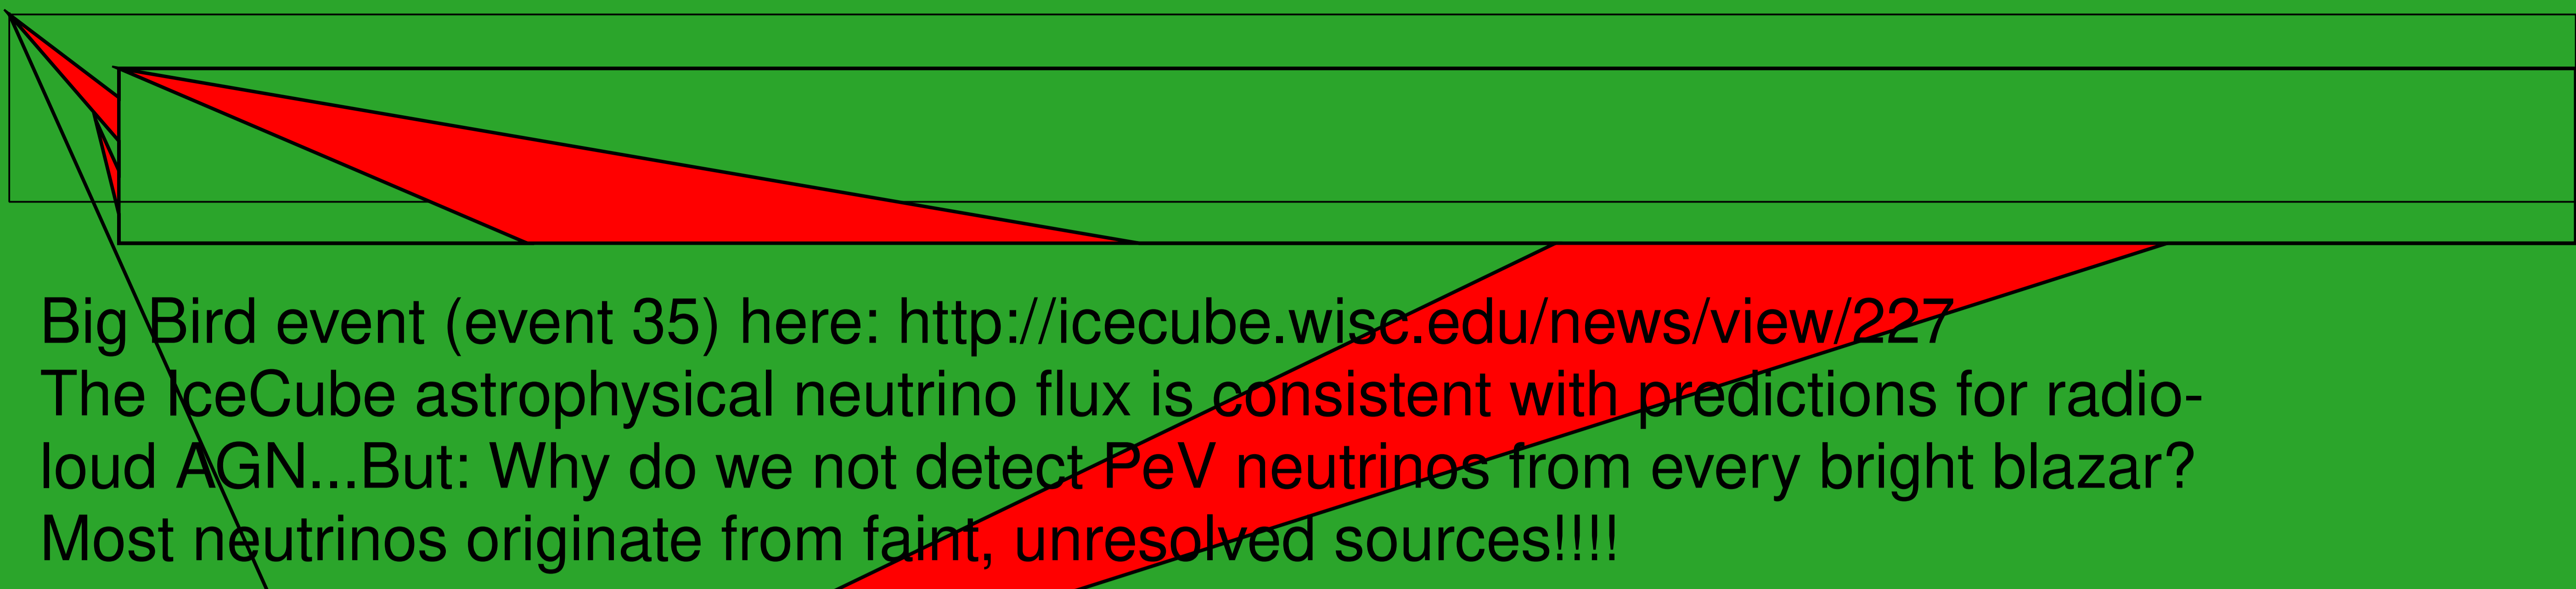 Big Bird event (event 35) here: http://icecube.wisc.edu/news/view/227
The IceCube astrophysical neutrino flux is consistent with predictions for radio-
loud AGN...But: Why do we not detect PeV neutrinos from every bright blazar?
Most neutrinos originate from faint, unresolved sources!!!!